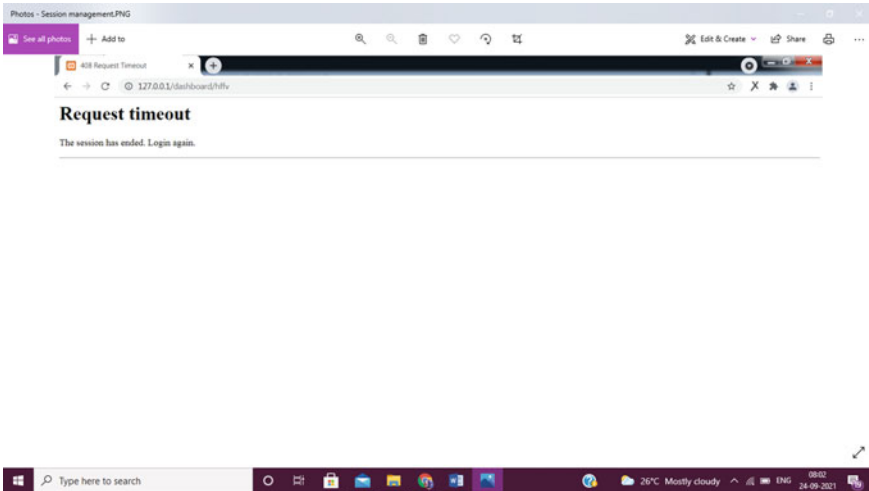 Photos - Session management.PNG
See all photos + Add to Edit & Create Share
408 Request Timeout
127.0.0.1/dashboard/hffv
Request timeout
The session has ended. Login again.
Type here to search 26°C Mostly cloudy ENG 08:02
24-09-2021